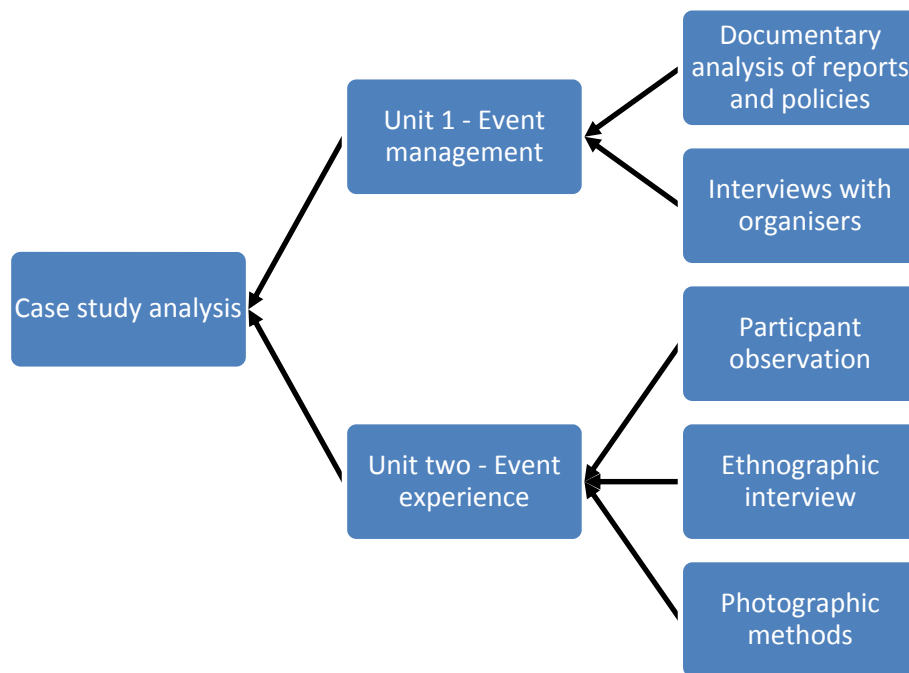 Case study analysis
Unit 1 - Event
management
Documentary
analysis of reports
and policies
Interviews with
organisers
Unit two - Event
experience
Particpant
observation
Ethnographic
interview
Photographic
methods